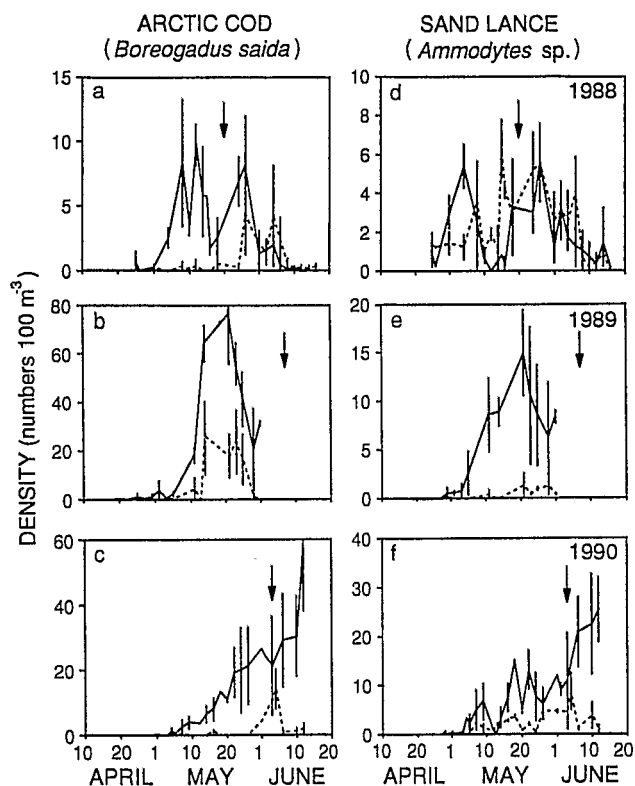 ARCTIC COD
(Boreogadus saida)
SAND LANCE
(Ammodytes sp.)
DENSITY (numbers 100 m⁻³)
a
15
10
5
0
d
1988
10
8
6
4
2
0
b
80
60
40
20
0
e
1989
20
15
10
5
0
c
60
40
20
0
f
1990
40
30
20
10
0
10 20 1 10 20 1 10 20
APRIL MAY JUNE
10 20 1 10 20 1 10 20
APRIL MAY JUNE